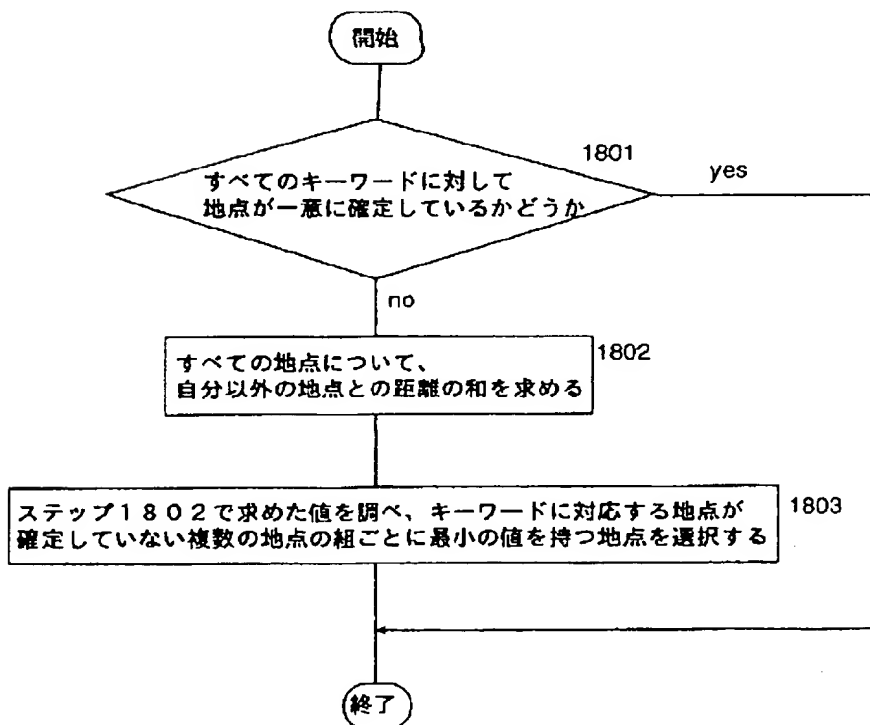 開始
1801
すべてのキーワードに対して
地点が一意に確定しているかどうか
yes
no
1802
すべての地点について、
自分以外の地点との距離の和を求める
1803
ステップ1802で求めた値を調べ、キーワードに対応する地点が
確定していない複数の地点の組ごとに最小の値を持つ地点を選択する
終了